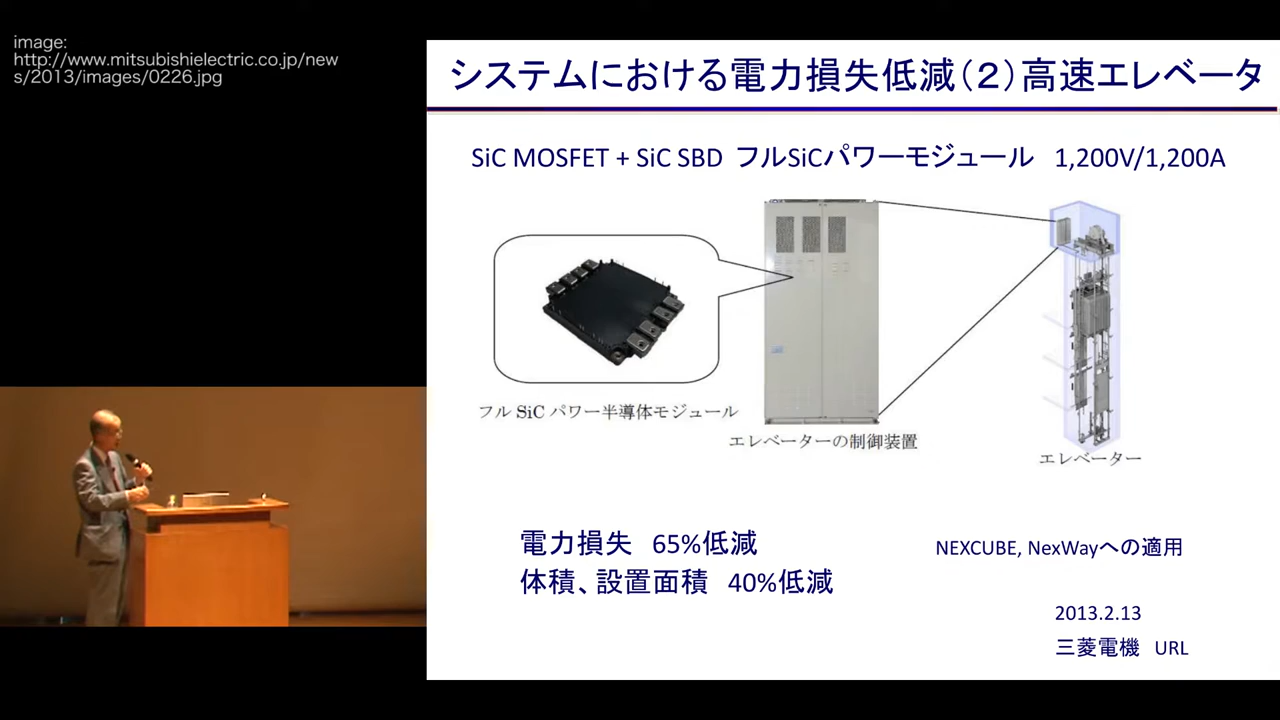 image:
http://www.mitsubishielectric.co.jp/new
s/2013/images/0226.jpg
システムにおける電力損失低減（２）高速エレベータ
SiC MOSFET + SiC SBD フルSiCパワーモジュール 1,200V/1,200A
フル SiC パワー半導体モジュール
エレベーターの制御装置
エレベーター
電力損失 65%低減
体積、設置面積 40%低減
NEXCUBE, NexWayへの適用
2013.2.13
三菱電機 URL